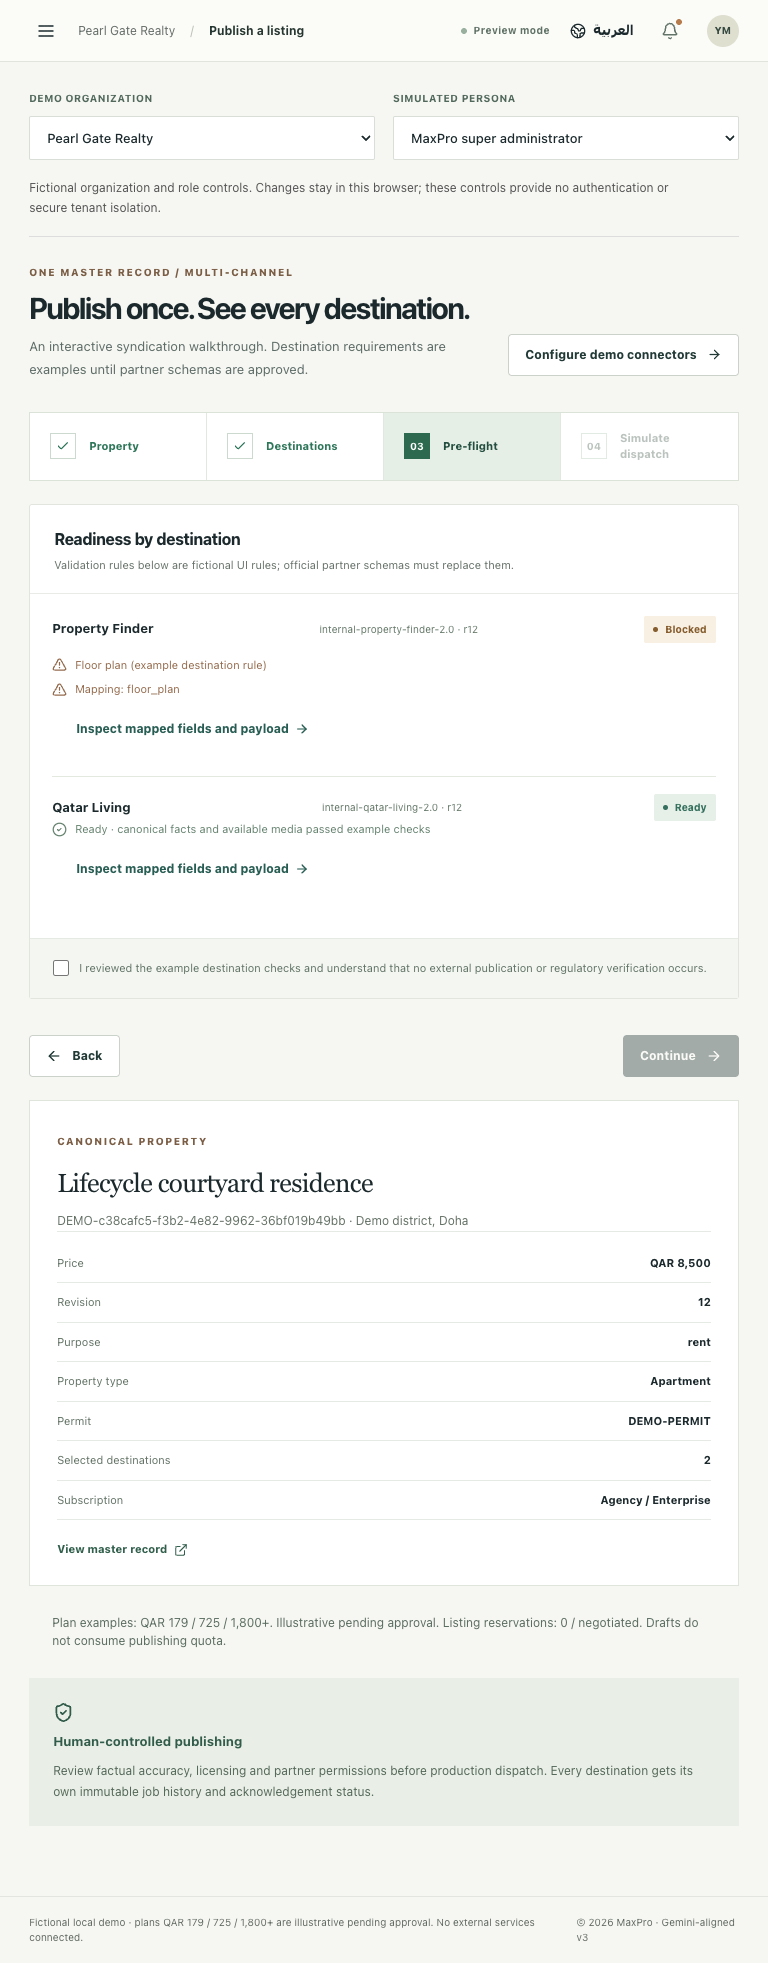 Pearl Gate Realty / Publish a listing
Preview mode
العربية
YM
DEMO ORGANIZATION
Pearl Gate Realty
SIMULATED PERSONA
MaxPro super administrator
Fictional organization and role controls. Changes stay in this browser; these controls provide no authentication or
secure tenant isolation.
ONE MASTER RECORD / MULTI-CHANNEL
Publish once. See every destination.
An interactive syndication walkthrough. Destination requirements are
examples until partner schemas are approved.
Configure demo connectors
Property
Destinations
03 Pre-flight
04 Simulate
dispatch
Readiness by destination
Validation rules below are fictional UI rules; official partner schemas must replace them.
Property Finder internal-property-finder-2.0 · r12 Blocked
Floor plan (example destination rule)
Mapping: floor_plan
Inspect mapped fields and payload
Qatar Living internal-qatar-living-2.0 · r12 Ready
Ready · canonical facts and available media passed example checks
Inspect mapped fields and payload
I reviewed the example destination checks and understand that no external publication or regulatory verification occurs.
Back
Continue
CANONICAL PROPERTY
Lifecycle courtyard residence
DEMO-c38cafc5-f3b2-4e82-9962-36bf019b49bb · Demo district, Doha
Price QAR 8,500
Revision 12
Purpose rent
Property type Apartment
Permit DEMO-PERMIT
Selected destinations 2
Subscription Agency / Enterprise
View master record
Plan examples: QAR 179 / 725 / 1,800+. Illustrative pending approval. Listing reservations: 0 / negotiated. Drafts do
not consume publishing quota.
Human-controlled publishing
Review factual accuracy, licensing and partner permissions before production dispatch. Every destination gets its
own immutable job history and acknowledgement status.
Fictional local demo · plans QAR 179 / 725 / 1,800+ are illustrative pending approval. No external services
connected.
© 2026 MaxPro · Gemini-aligned
v3